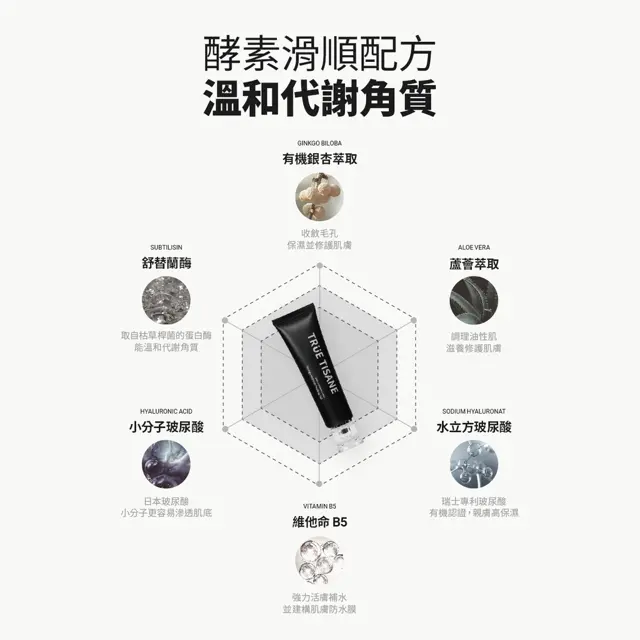 酵素滑順配方
溫和代謝角質
GINKGO BILOBA
有機銀杏萃取
收斂毛孔
保濕並修護肌膚
SUBTILISIN
舒替蘭酶
取自枯草桿菌的蛋白酶
能溫和代謝角質
ALOE VERA
蘆薈萃取
調理油性肌
滋養修護肌膚
TRUE TISANE
HYALURONIC ACID
小分子玻尿酸
日本玻尿酸
小分子更容易滲透肌底
SODIUM HYALURONAT
水立方玻尿酸
瑞士專利玻尿酸
有機認證，親膚高保濕
VITAMIN B5
維他命 B5
強力活膚補水
並建構肌膚防水膜